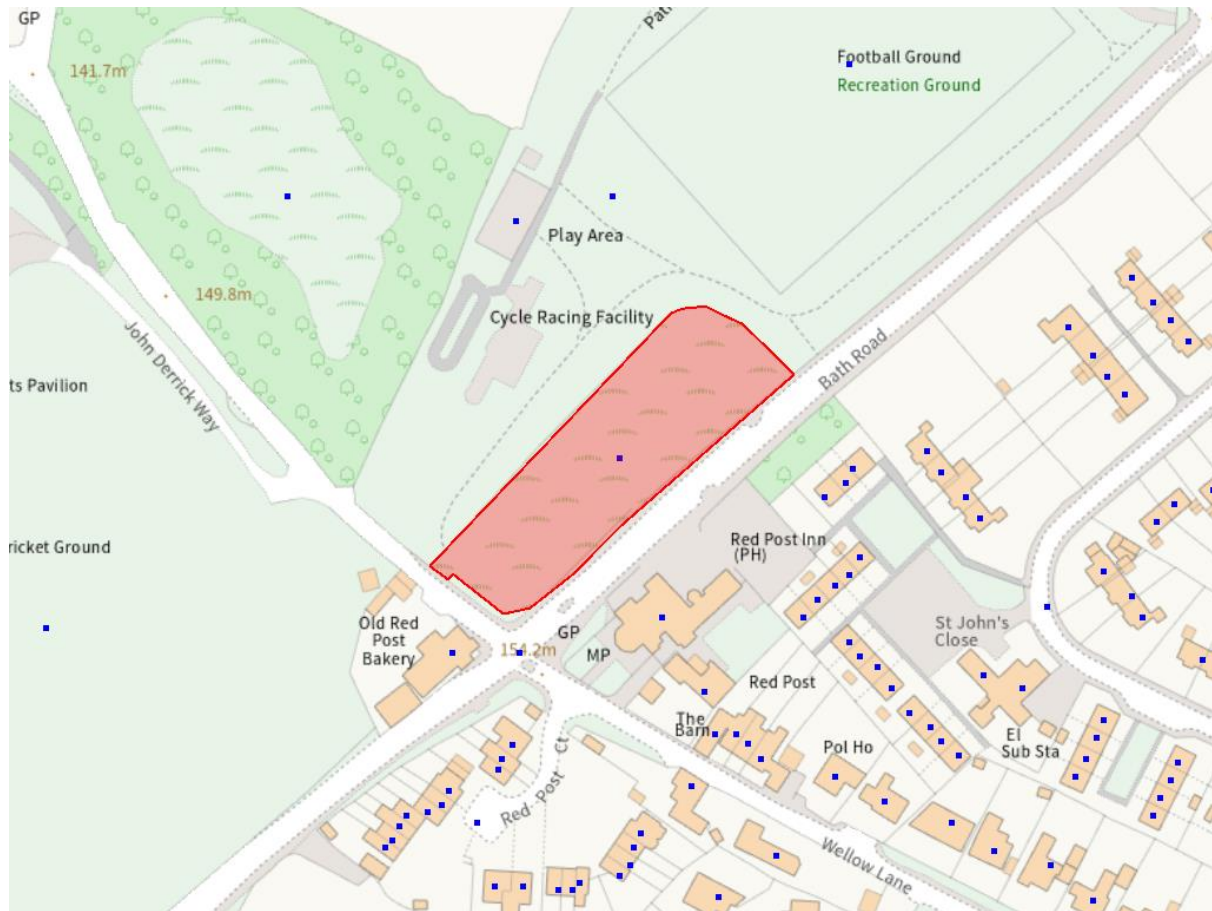 GP
Path
Football Ground
141.7m
Recreation Ground
Play Area
149.8m
Cycle Racing Facility
John Derrick Way
Bath Road
ts Pavilion
ricket Ground
Red Post Inn
(PH)
Old Red
Post
Bakery
GP
St John's
Close
154.2m
MP
Red Post
The
Barn
Pol Ho
El
Sub Sta
Red Post Ct
Wellow Lane